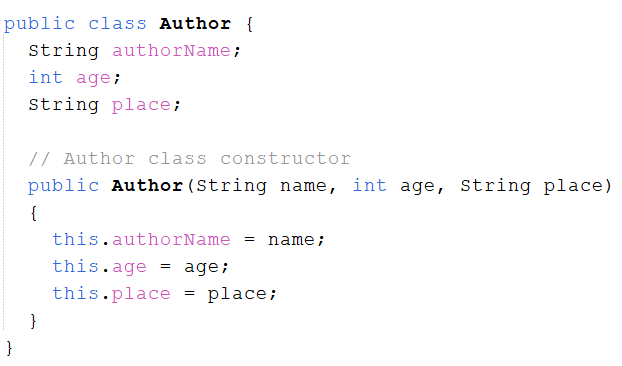 public class Author {
  String authorName;
  int age;
  String place;

  // Author class constructor
  public Author(String name, int age, String place)
  {
    this.authorName = name;
    this.age = age;
    this.place = place;
  }
}